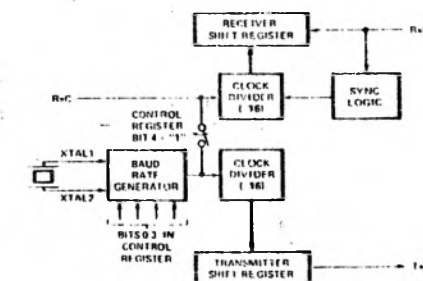 RECEIVER
SHIFT REGISTER
Rx
RxC
CLOCK
DIVIDER
(÷16)
SYNC
LOGIC
CONTROL
REGISTER
BIT 4 - "1"
XTAL1
BAUD
RATE
GENERATOR
CLOCK
DIVIDER
(÷16)
XTAL2
BITS 0 3 IN
CONTROL
REGISTER
TRANSMITTER
SHIFT REGISTER
Tx